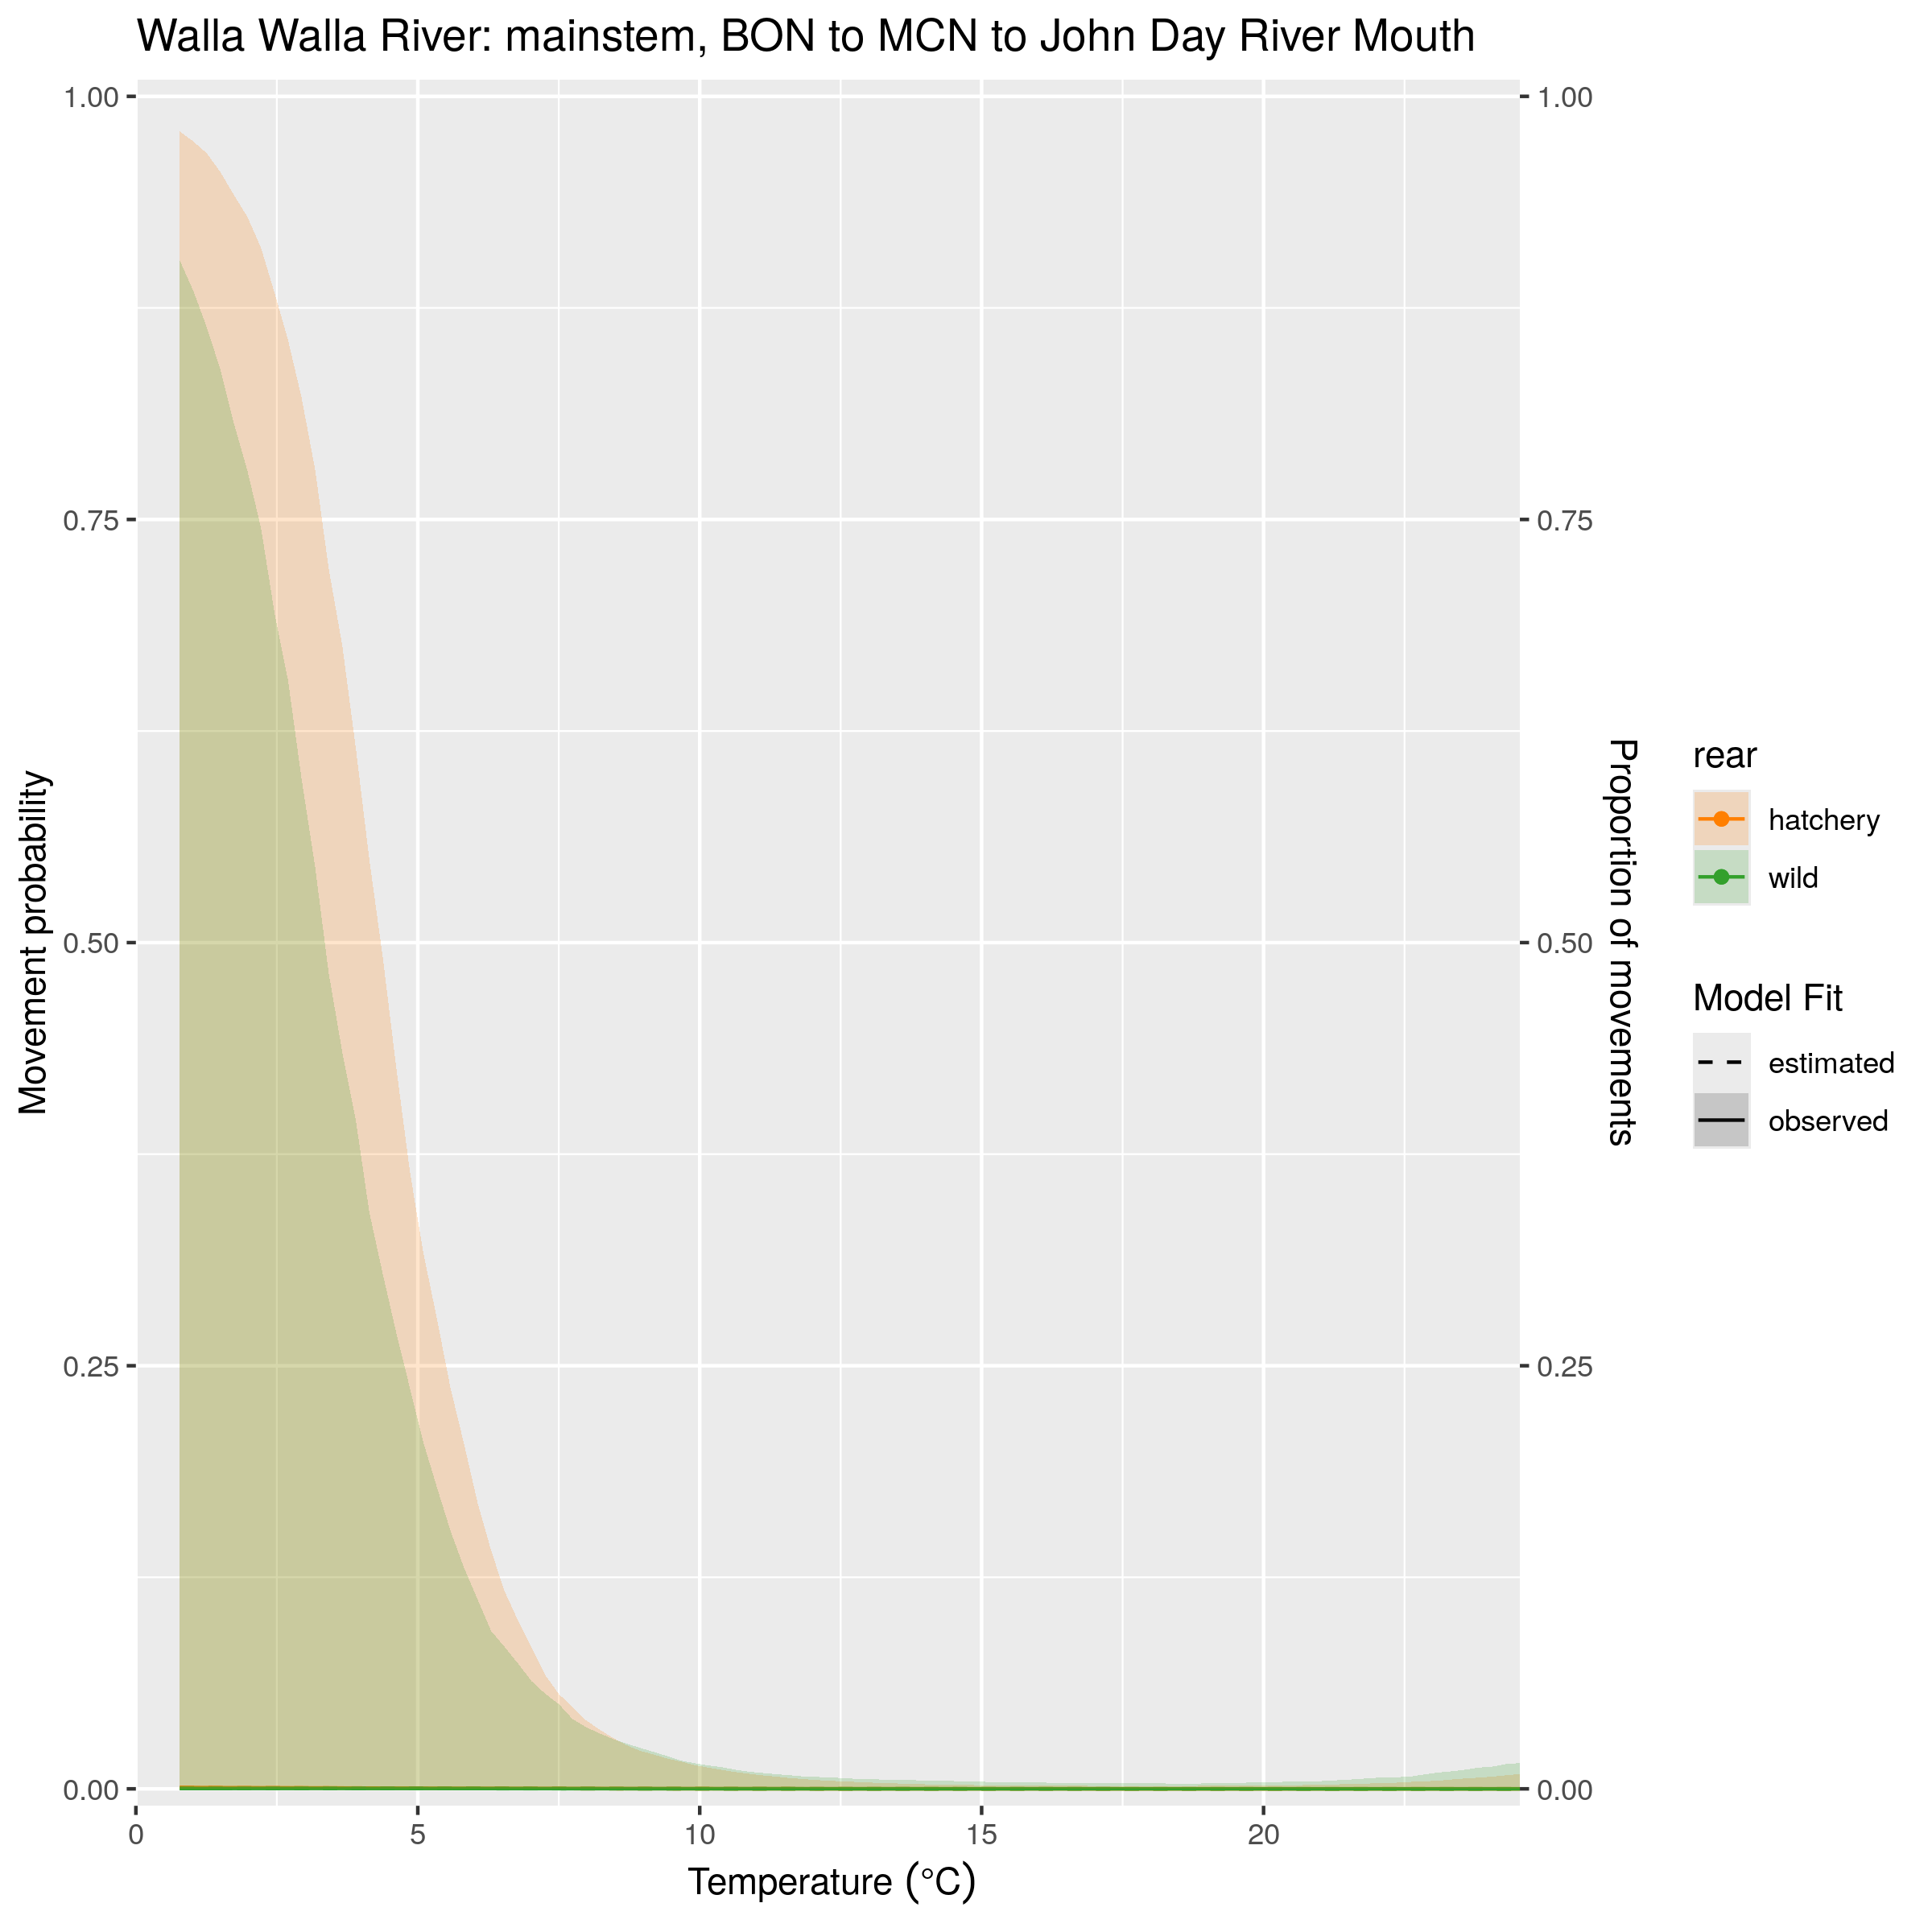 Walla Walla River: mainstem, BON to MCN to John Day River Mouth
1.00
0.75
0.50
0.25
0.00
Movement probability
0
5
10
15
20
Temperature (°C)
1.00
0.75
0.50
0.25
0.00
Proportion of movements
rear
hatchery
wild
Model Fit
estimated
observed